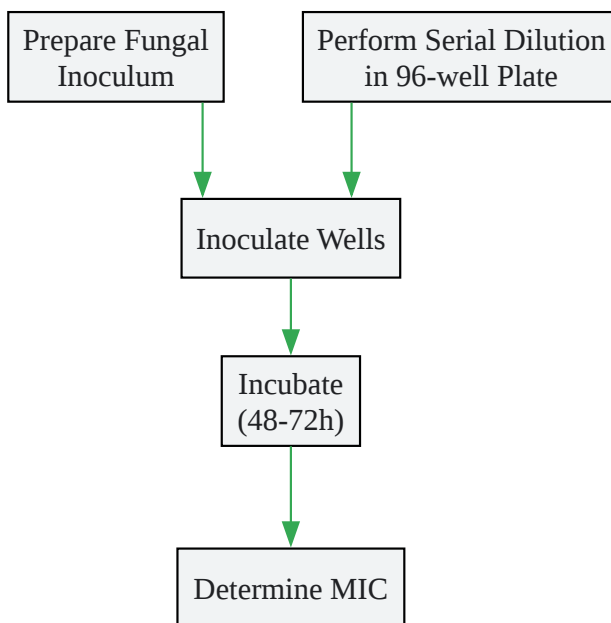 Prepare Fungal
Inoculum
Perform Serial Dilution
in 96-well Plate
Inoculate Wells
Incubate
(48-72h)
Determine MIC